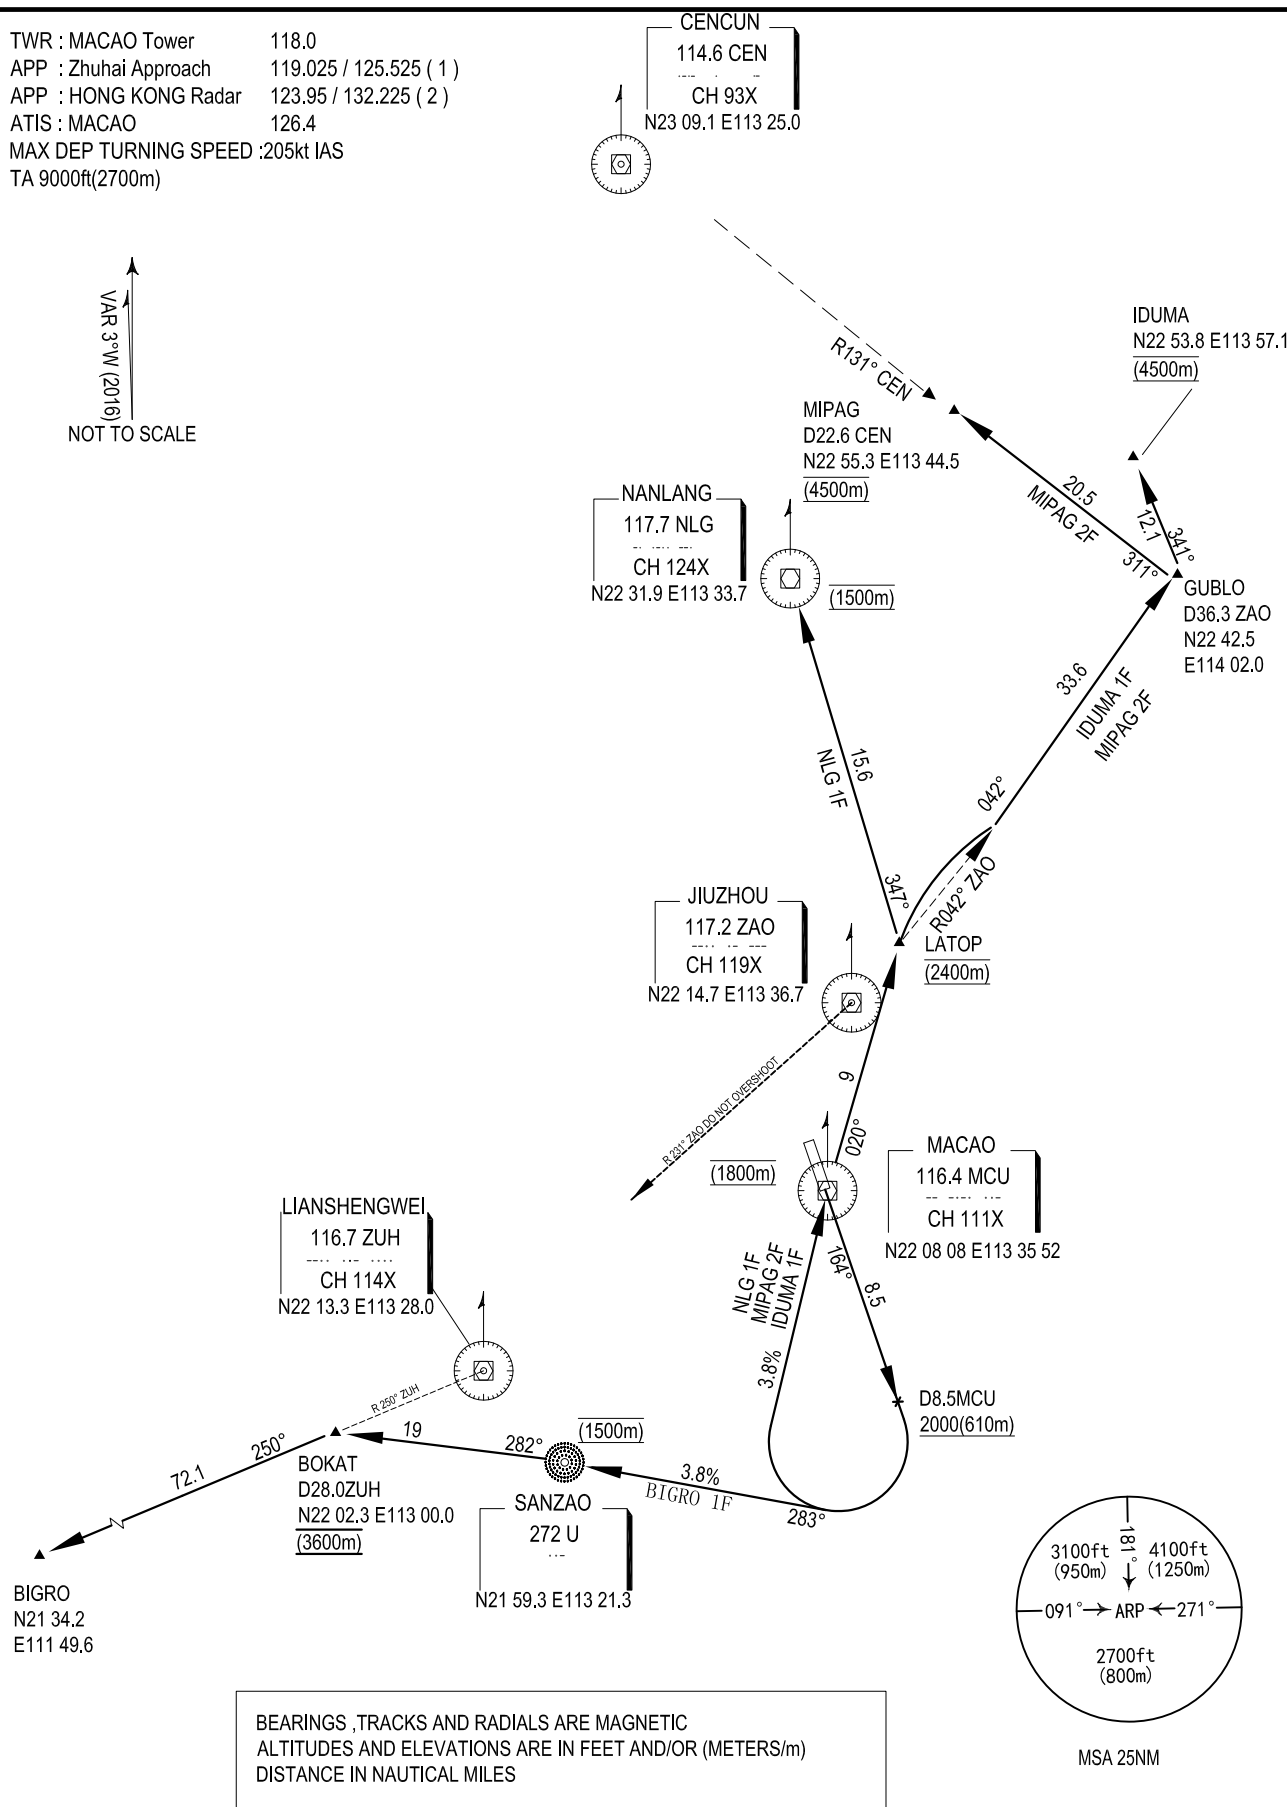 TWR : MACAO Tower 118.0
APP : Zhuhai Approach 119.025 / 125.525 ( 1 )
APP : HONG KONG Radar 123.95 / 132.225 ( 2 )
ATIS : MACAO 126.4
MAX DEP TURNING SPEED :205kt IAS
TA 9000ft(2700m)
CENCUN
114.6 CEN
CH 93X
N23 09.1 E113 25.0
VAR 3°W (2016)
NOT TO SCALE
R131° CEN
IDUMA
N22 53.8 E113 57.1
(4500m)
MIPAG
D22.6 CEN
N22 55.3 E113 44.5
(4500m)
20.5
MIPAG 2F
311°
12.1
341°
NANLANG
117.7 NLG
CH 124X
N22 31.9 E113 33.7
(1500m)
GUBLO
D36.3 ZAO
N22 42.5
E114 02.0
33.6
IDUMA 1F
MIPAG 2F
042°
15.6
NLG 1F
347°
R042° ZAO
LATOP
(2400m)
JIUZHOU
117.2 ZAO
CH 119X
N22 14.7 E113 36.7
R 231° ZAO DO NOT OVERSHOOT
9
020°
(1800m)
MACAO
116.4 MCU
CH 111X
N22 08 08 E113 35 52
LIANSHENGWEI
116.7 ZUH
CH 114X
N22 13.3 E113 28.0
NLG 1F
MIPAG 2F
IDUMA 1F
3.8%
164°
8.5
D8.5MCU
2000(610m)
R 250° ZUH
250°
72.1
19
282°
(1500m)
BOKAT
D28.0ZUH
N22 02.3 E113 00.0
(3600m)
3.8%
BIGRO 1F
283°
SANZAO
272 U
N21 59.3 E113 21.3
BIGRO
N21 34.2
E111 49.6
3100ft
(950m)
181°
4100ft
(1250m)
091° ARP 271°
2700ft
(800m)
MSA 25NM
BEARINGS ,TRACKS AND RADIALS ARE MAGNETIC
ALTITUDES AND ELEVATIONS ARE IN FEET AND/OR (METERS/m)
DISTANCE IN NAUTICAL MILES